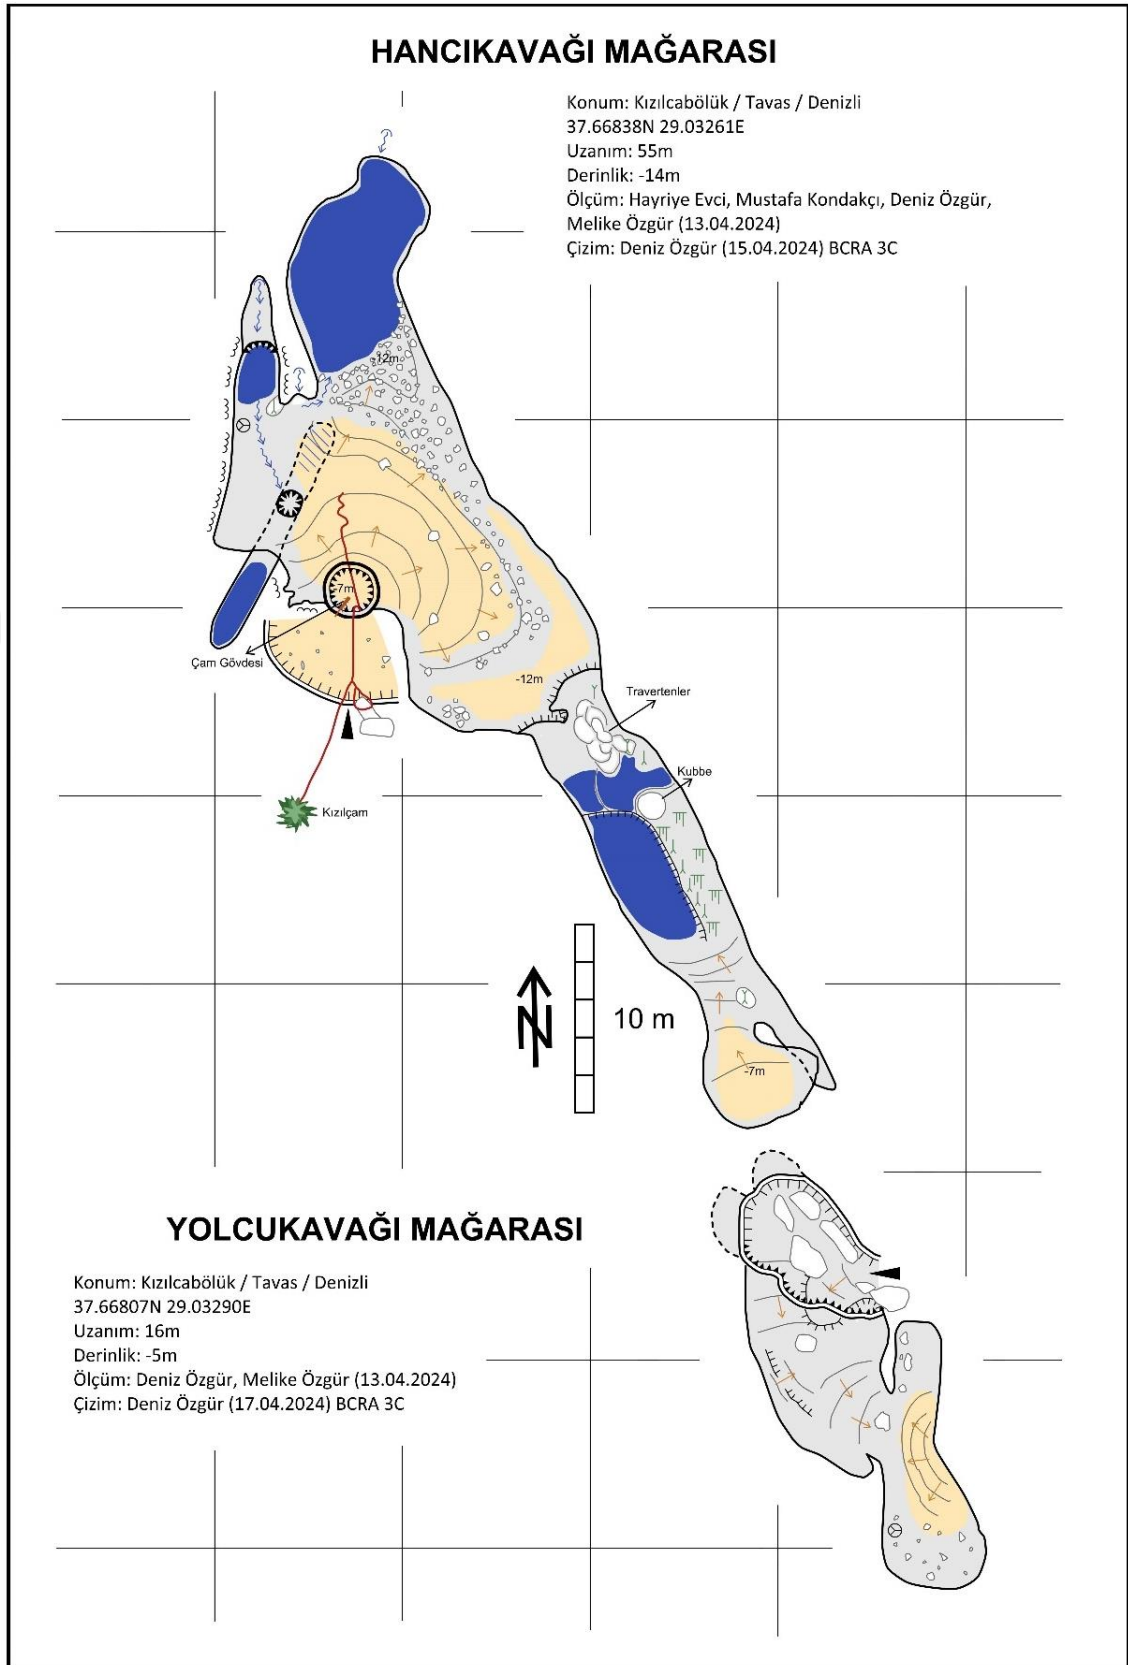 HANCIKAVAĞI MAĞARASI
Konum: Kızılcabölük / Tavas / Denizli
37.66838N 29.03261E
Uzanım: 55m
Derinlik: -14m
Ölçüm: Hayriye Evci, Mustafa Kondakçı, Deniz Özgür,
Melike Özgür (13.04.2024)
Çizim: Deniz Özgür (15.04.2024) BCRA 3C
-12m
-7m
Çam Gövdesi
-12m
Travertenler
Kubbe
Kızılçam
N
10 m
-7m
YOLCUKAVAĞI MAĞARASI
Konum: Kızılcabölük / Tavas / Denizli
37.66807N 29.03290E
Uzanım: 16m
Derinlik: -5m
Ölçüm: Deniz Özgür, Melike Özgür (13.04.2024)
Çizim: Deniz Özgür (17.04.2024) BCRA 3C